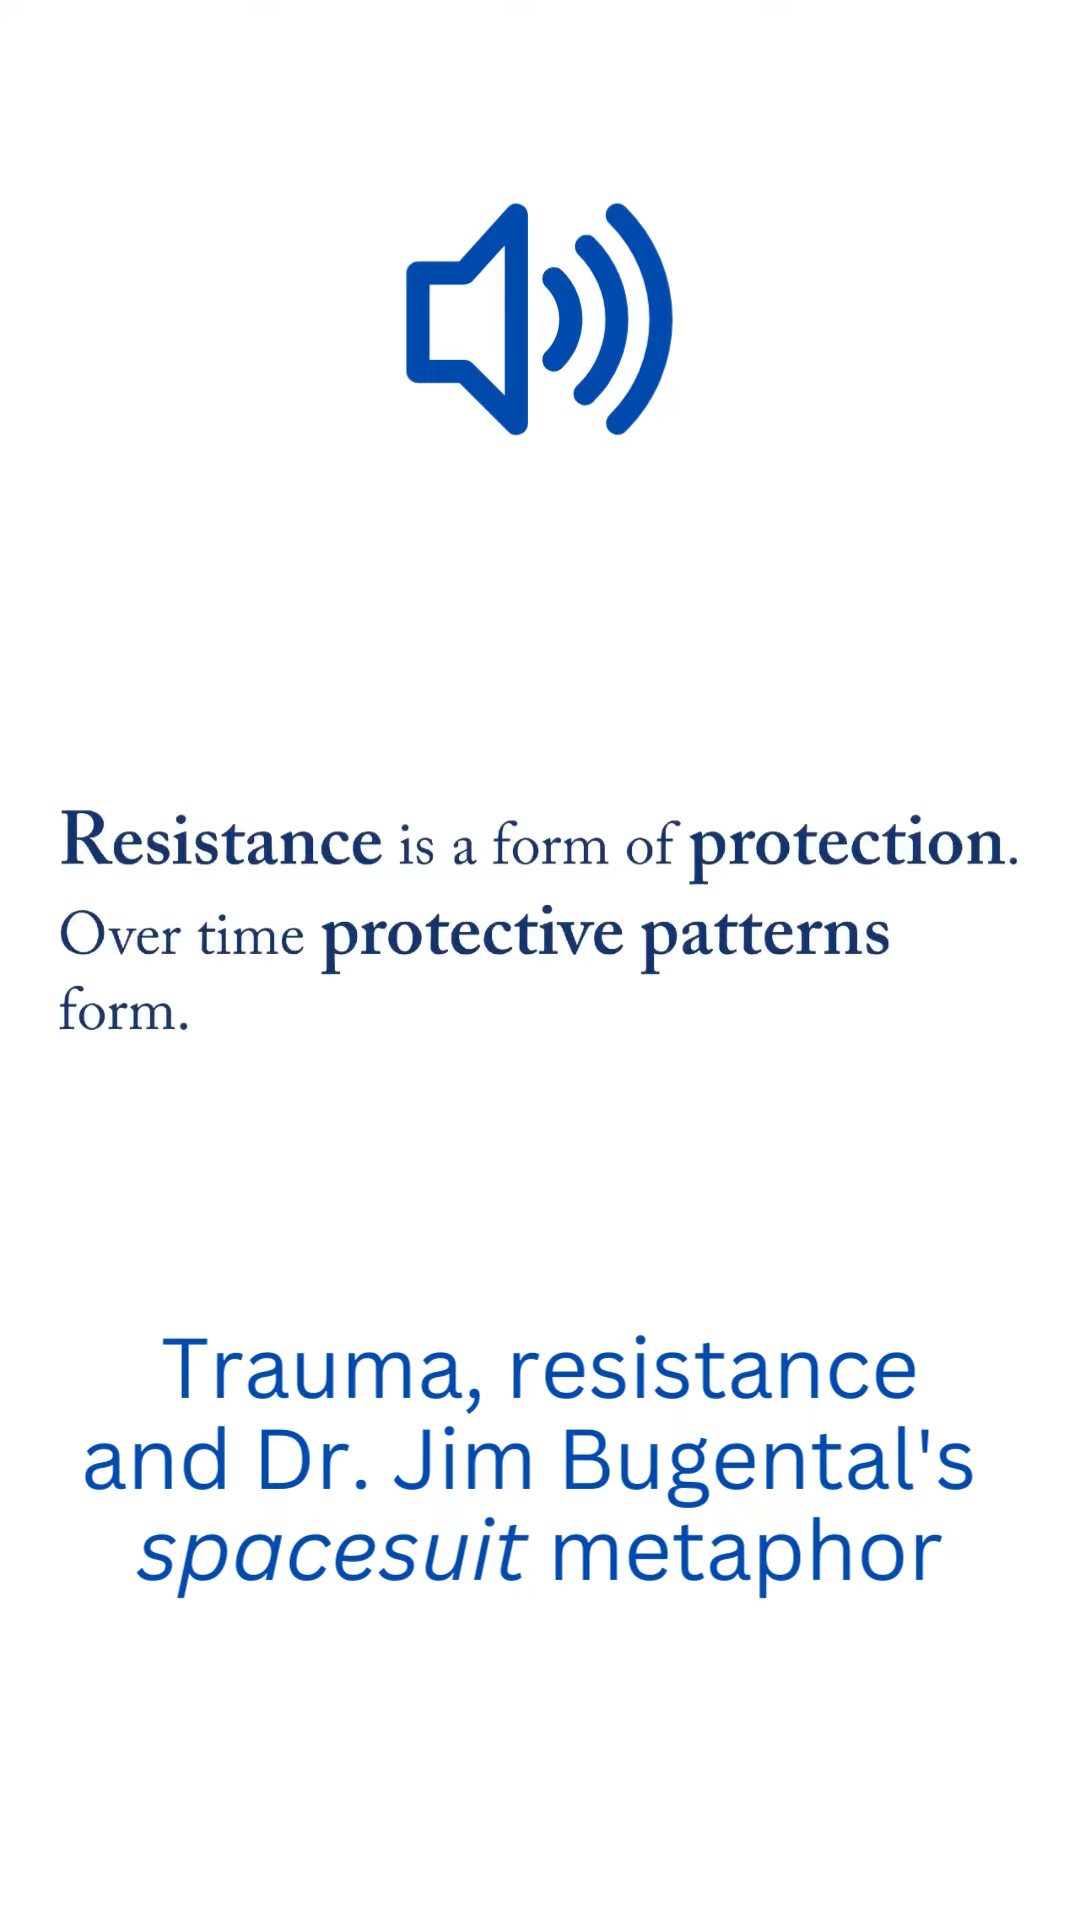 Resistance is a form of protection.
Over time protective patterns
form.
Trauma, resistance
and Dr. Jim Bugental's
spacesuit metaphor